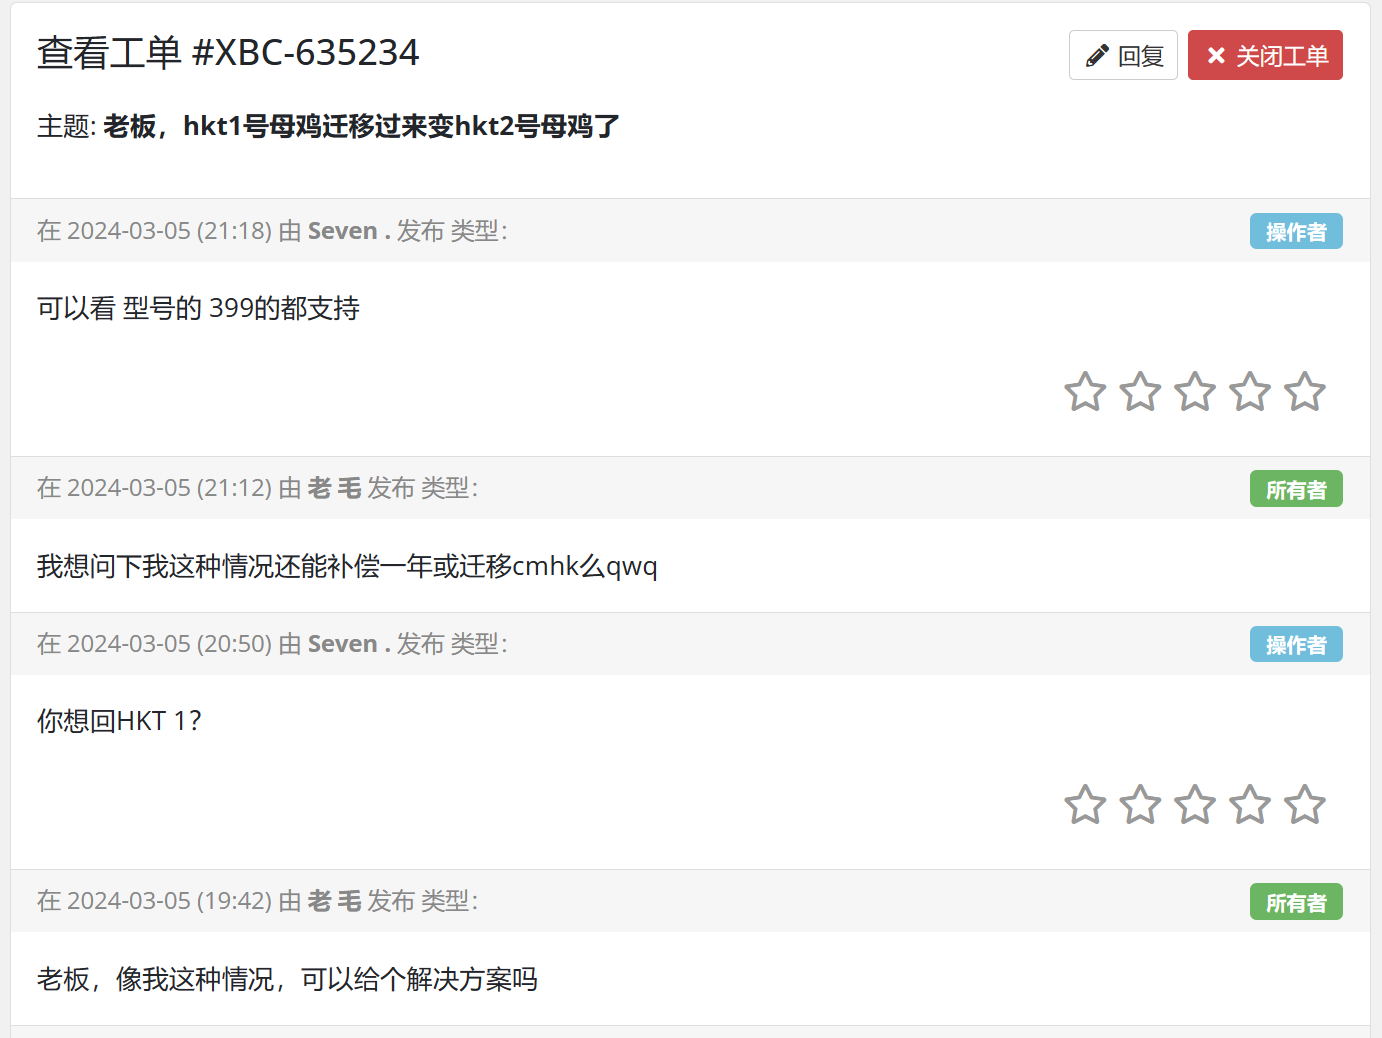 查看工单 #XBC-635234
回复
关闭工单
主题: 老板，hkt1号母鸡迁移过来变hkt2号母鸡了
在 2024-03-05 (21:18) 由 Seven . 发布 类型：
操作者
可以看 型号的 399的都支持
在 2024-03-05 (21:12) 由 老 毛 发布 类型：
所有者
我想问下我这种情况还能补偿一年或迁移cmhk么qwq
在 2024-03-05 (20:50) 由 Seven . 发布 类型：
操作者
你想回HKT 1？
在 2024-03-05 (19:42) 由 老 毛 发布 类型：
所有者
老板，像我这种情况，可以给个解决方案吗